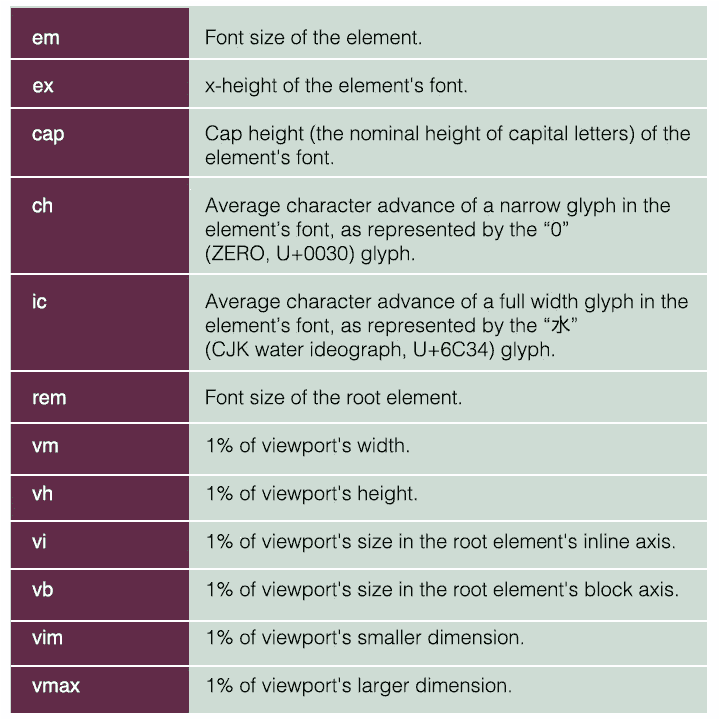 em Font size of the element.
ex x-height of the element's font.
cap Cap height (the nominal height of capital letters) of the
element's font.
ch Average character advance of a narrow glyph in the
element’s font, as represented by the “0”
(ZERO, U+0030) glyph.
ic Average character advance of a full width glyph in the
element’s font, as represented by the “水”
(CJK water ideograph, U+6C34) glyph.
rem Font size of the root element.
vm 1% of viewport's width.
vh 1% of viewport's height.
vi 1% of viewport's size in the root element's inline axis.
vb 1% of viewport's size in the root element's block axis.
vim 1% of viewport's smaller dimension.
vmax 1% of viewport's larger dimension.